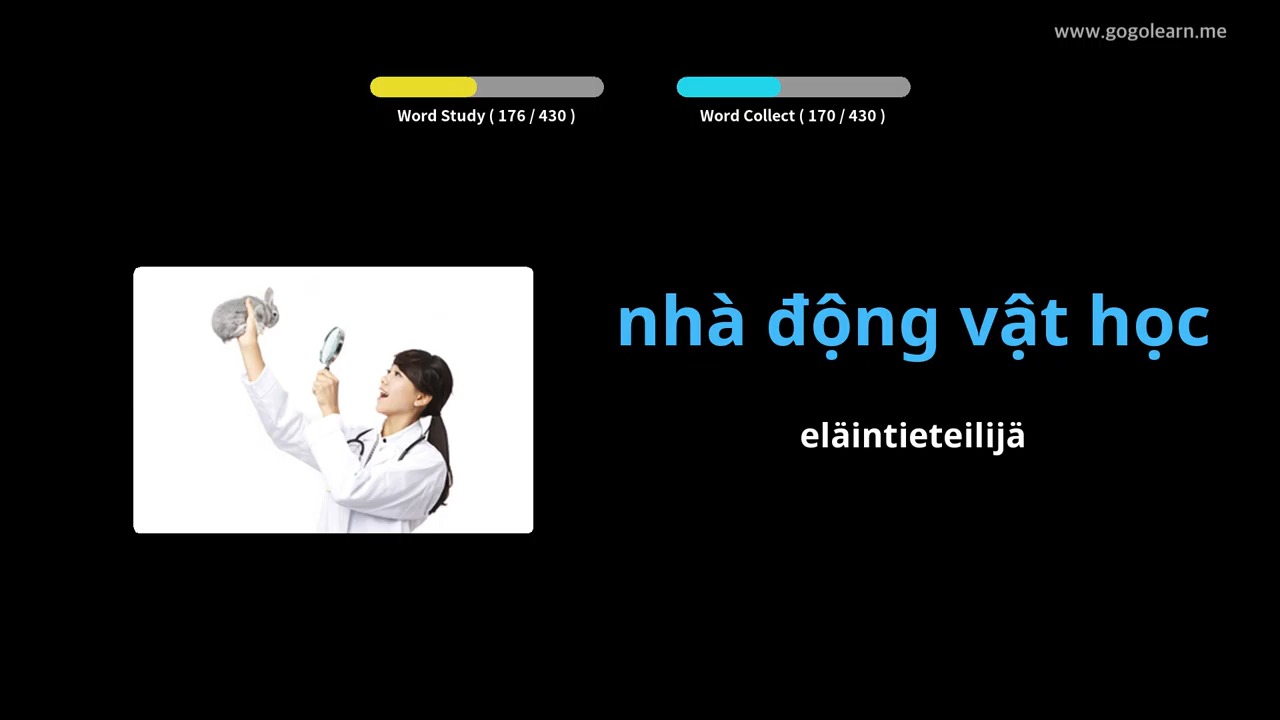 www.gogolearn.me
Word Study ( 176 / 430 )
Word Collect ( 170 / 430 )
nhà động vật học
eläintieteilijä